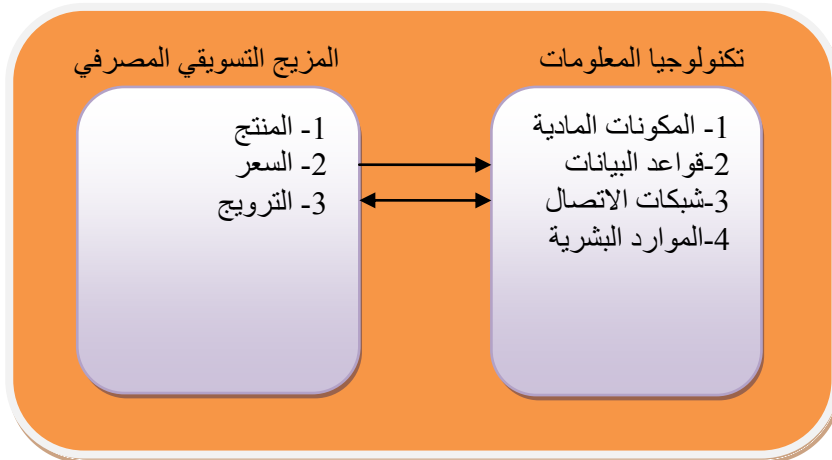 تكنولوجيا المعلومات
1- المكونات المادية
2-قواعد البيانات
3-شبكات الاتصال
4-الموارد البشرية
المزيج التسويقي المصرفي
1- المنتج
2- السعر
3- الترويج